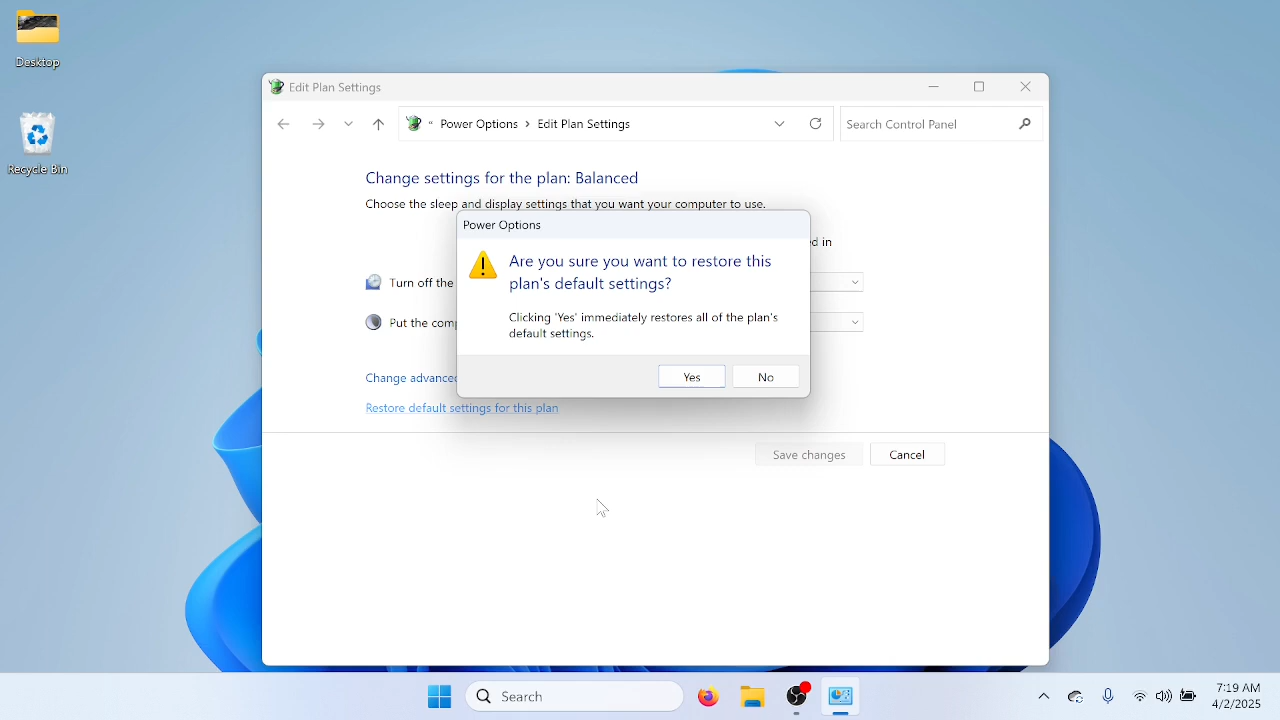 Desktop
Recycle Bin
Edit Plan Settings
“ Power Options › Edit Plan Settings
Search Control Panel
Change settings for the plan: Balanced
Choose the sleep and display settings that you want your computer to use.
Power Options
Are you sure you want to restore this
plan's default settings?
Clicking 'Yes' immediately restores all of the plan's
default settings.
Yes
No
ed in
Turn off the
Put the comp
Change advanced
Restore default settings for this plan
Save changes
Cancel
Search
7:19 AM
4/2/2025